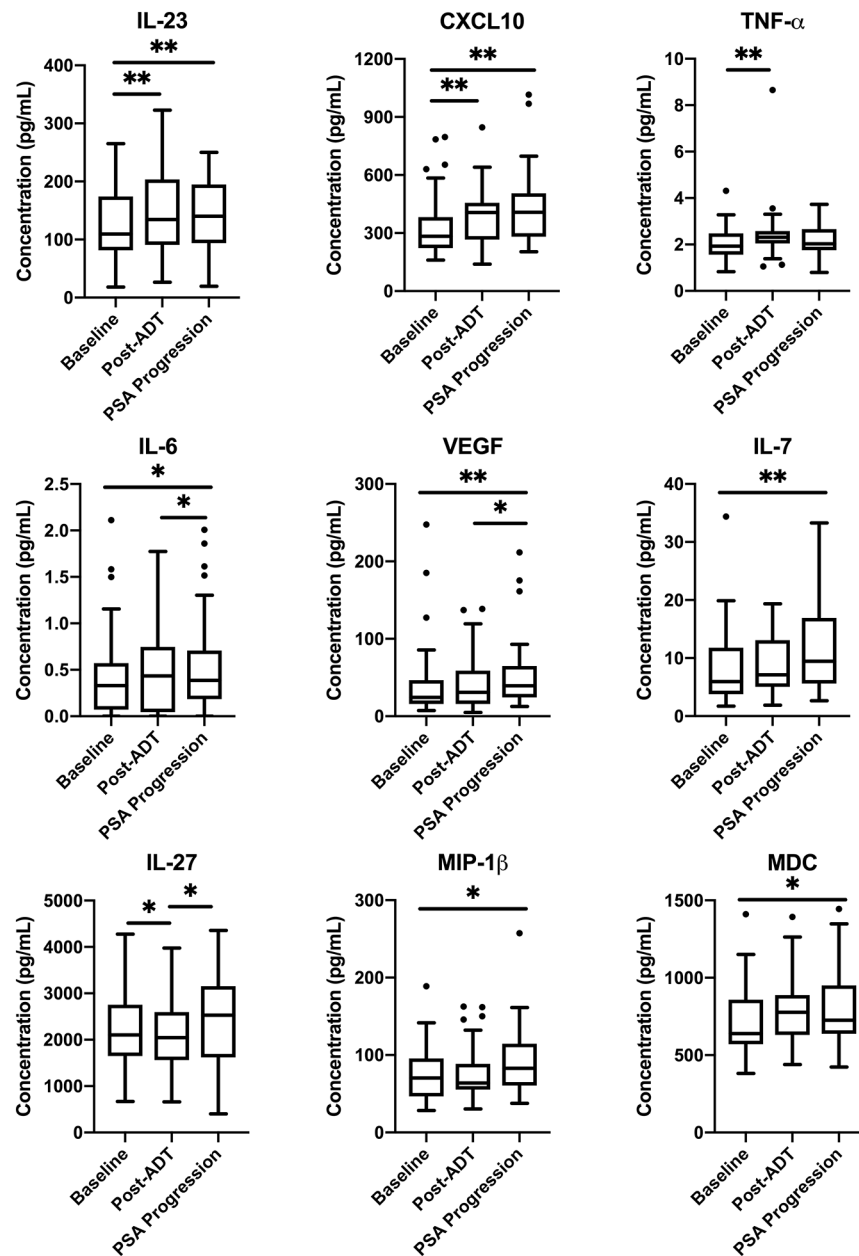 IL-23
CXCL10
TNF-α
Concentration (pg/mL)
400
300
200
100
0
**
**
Baseline
Post-ADT
PSA Progression
Concentration (pg/mL)
1200
900
600
300
0
**
**
Baseline
Post-ADT
PSA Progression
Concentration (pg/mL)
10
8
6
4
2
0
**
Baseline
Post-ADT
PSA Progression
IL-6
VEGF
IL-7
Concentration (pg/mL)
2.5
2.0
1.5
1.0
0.5
0.0
*
*
Baseline
Post-ADT
PSA Progression
Concentration (pg/mL)
300
200
100
0
**
*
Baseline
Post-ADT
PSA Progression
Concentration (pg/mL)
40
30
20
10
0
**
Baseline
Post-ADT
PSA Progression
IL-27
MIP-1β
MDC
Concentration (pg/mL)
5000
4000
3000
2000
1000
0
*
*
Baseline
Post-ADT
PSA Progression
Concentration (pg/mL)
300
200
100
0
*
Baseline
Post-ADT
PSA Progression
Concentration (pg/mL)
1500
1000
500
0
*
Baseline
Post-ADT
PSA Progression